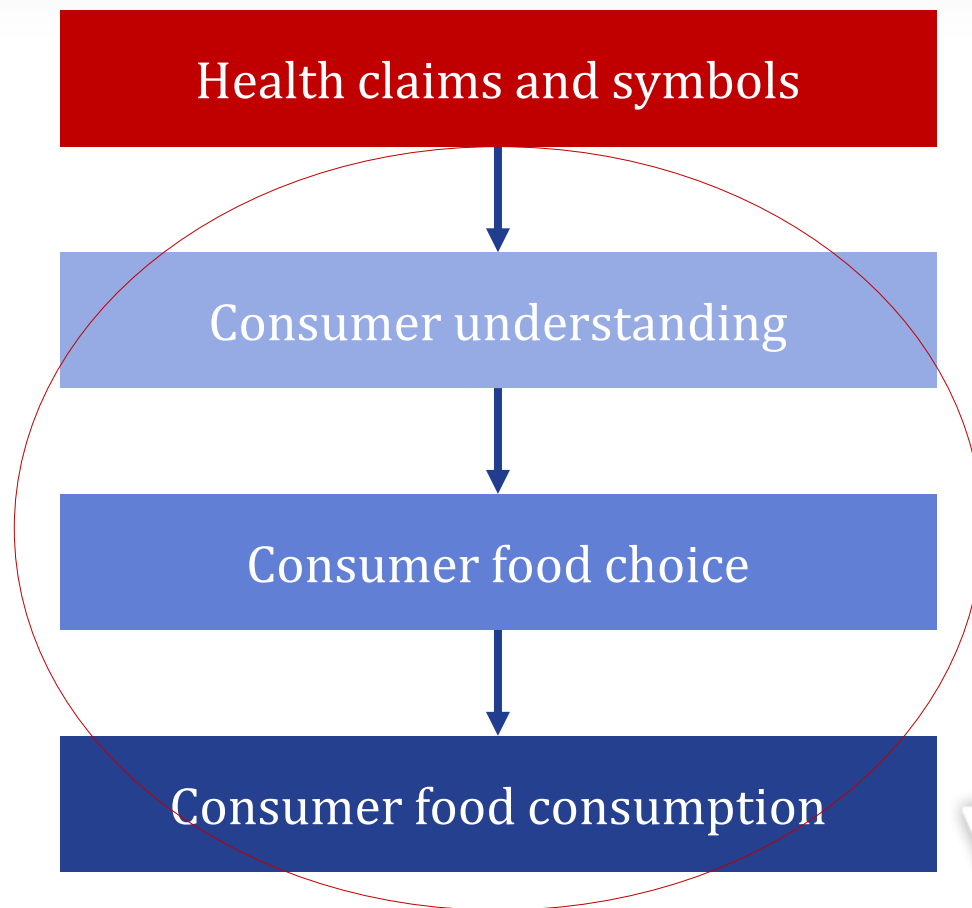 Health claims and symbols
Consumer understanding
Consumer food choice
Consumer food consumption